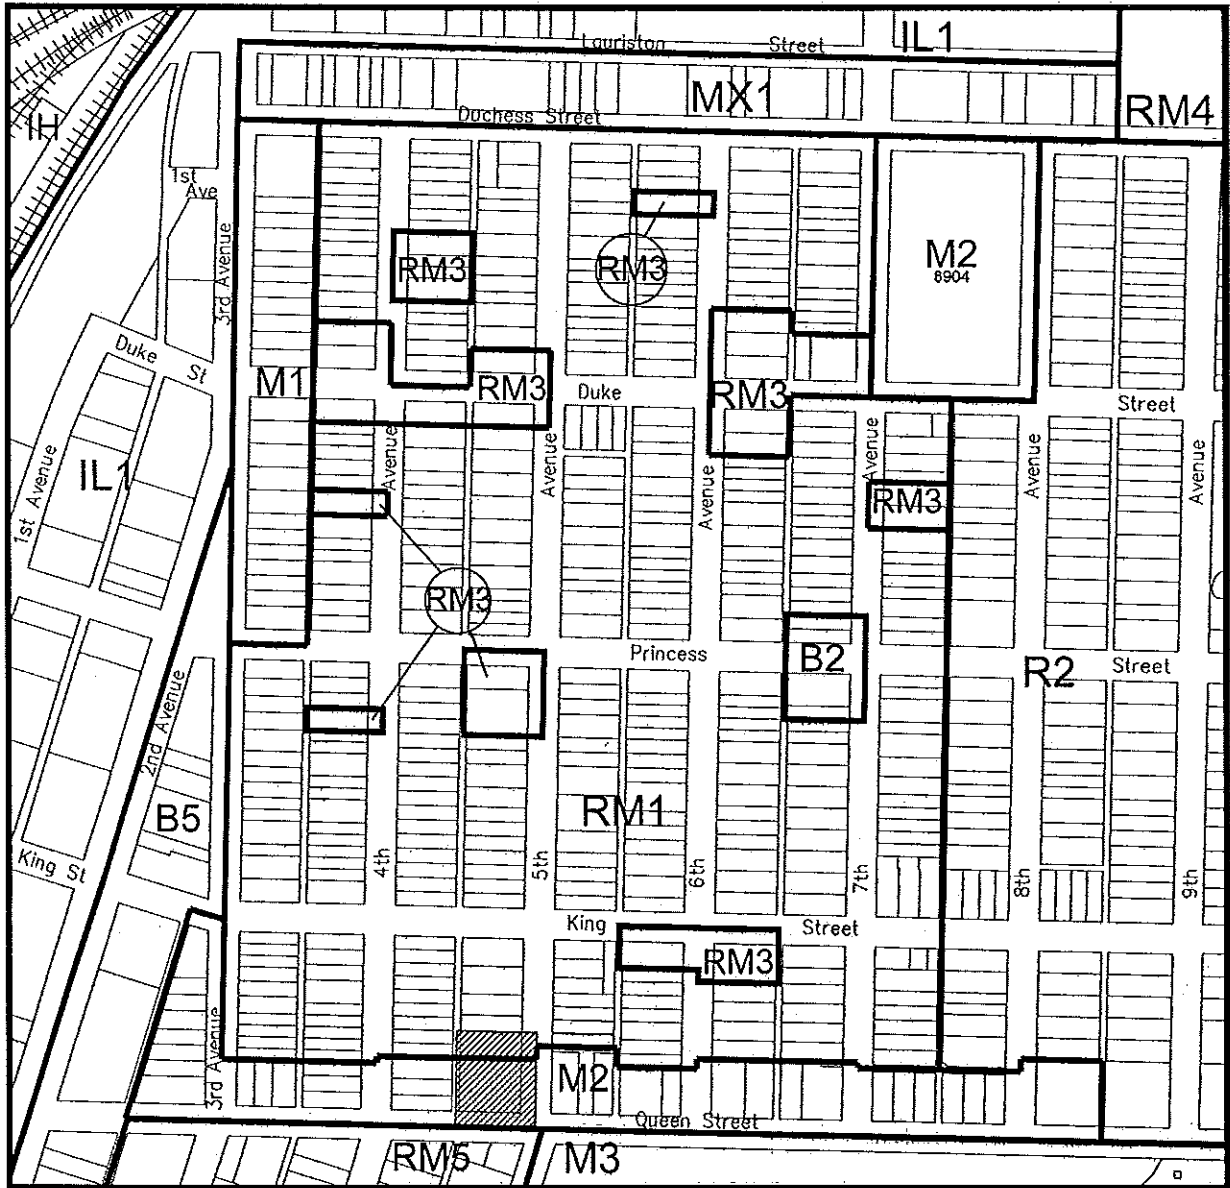 Lauriston Street
IL1
MX1
Duchess Street
RM4
IH
1st
Ave
3rd Avenue
RM3
RM3
M2
8904
Duke St
M1
RM3
Duke
RM3
Street
1st Avenue
IL1
Avenue
Avenue
Avenue
Avenue
Avenue
Avenue
RM3
RM3
Princess
B2
R2
Street
2nd Avenue
B5
RM1
King St
4th
5th
6th
7th
8th
9th
King
Street
RM3
3rd Avenue
M2
Queen Street
RM5
M3